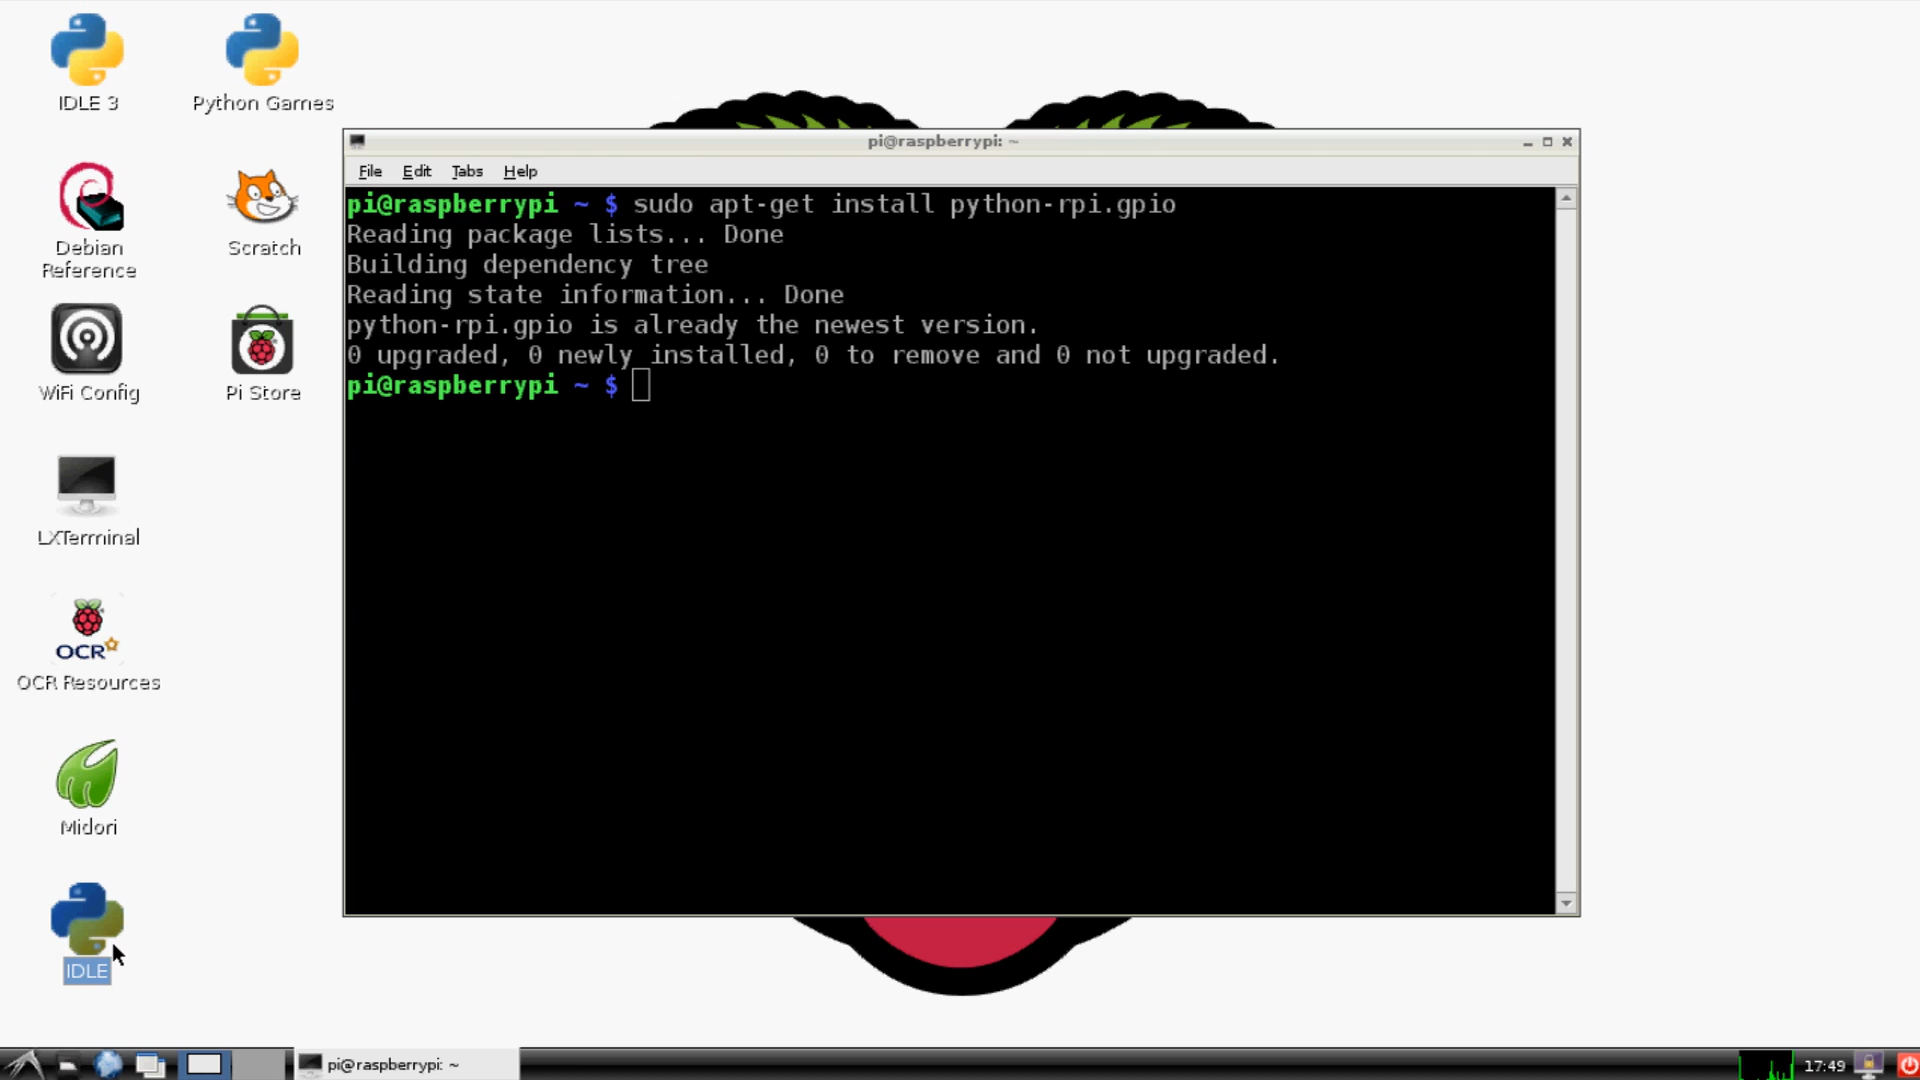 IDLE 3
Python Games
Debian
Reference
Scratch
WiFi Config
Pi Store
LXTerminal
OCR
OCR Resources
Midori
IDLE
pi@raspberrypi: ~
File Edit Tabs Help
pi@raspberrypi ~ $ sudo apt-get install python-rpi.gpio
Reading package lists... Done
Building dependency tree
Reading state information... Done
python-rpi.gpio is already the newest version.
0 upgraded, 0 newly installed, 0 to remove and 0 not upgraded.
pi@raspberrypi ~ $
pi@raspberrypi: ~
17:49